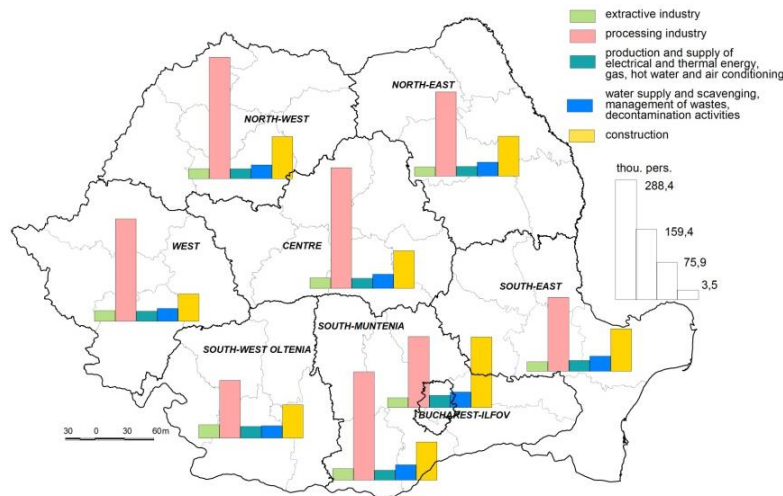 extractive industry
processing industry
production and supply of
electrical and thermal energy,
gas, hot water and air conditioning
water supply and scavenging,
management of wastes,
decontamination activities
construction
thou. pers.
288,4
159,4
75,9
3,5
NORTH-WEST
NORTH-EAST
WEST
CENTRE
SOUTH-EAST
SOUTH-MUNTENIA
SOUTH-WEST OLTENIA
BUCHAREST-ILFOV
30 0 30 60m